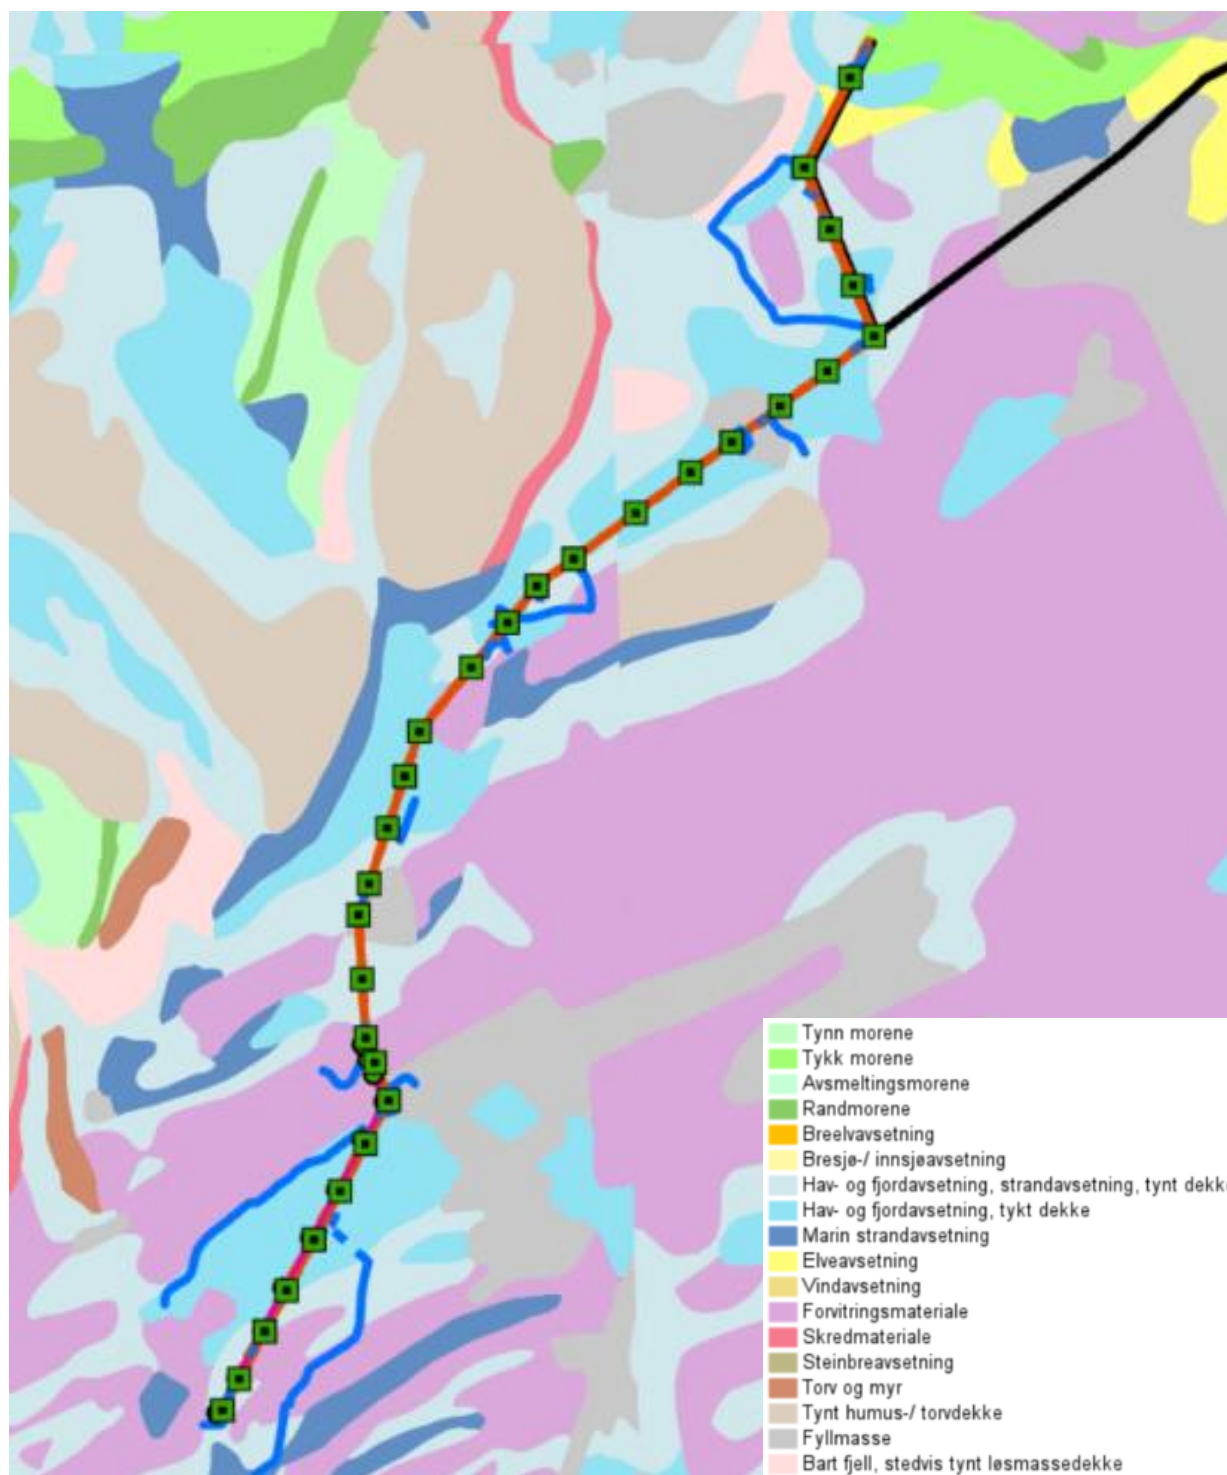 Tynn morene
Tykk morene
Avsmeltingsmorene
Randmorene
Breelvavsetning
Bresjø-/ innsjøavsetning
Hav- og fjordavsetning, strandavsetning, tynt dekk
Hav- og fjordavsetning, tykt dekke
Marin strandavsetning
Elveavsetning
Vindavsetning
Forvitringsmateriale
Skredmateriale
Steinbreavsetning
Torv og myr
Tynt humus-/ torvdekke
Fyllmasse
Bart fjell, stedvis tynt løsmassedekke